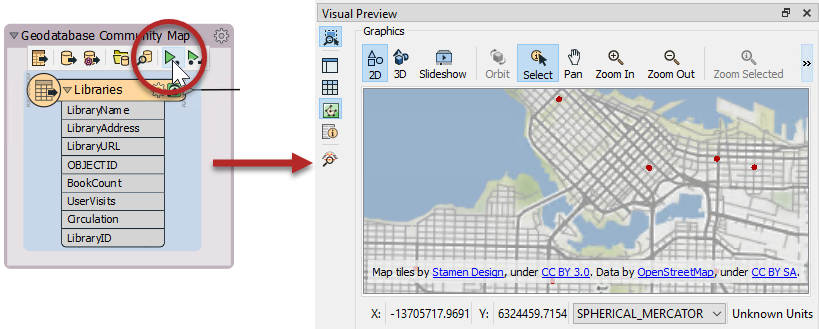 Geodatabase Community Map
Libraries
LibraryName
LibraryAddress
LibraryURL
OBJECTID
BookCount
UserVisits
Circulation
LibraryID
Visual Preview
Graphics
2D 3D Slideshow Orbit Select Pan Zoom In Zoom Out Zoom Selected »
Map tiles by Stamen Design, under CC BY 3.0. Data by OpenStreetMap, under CC BY SA.
X: -13705717.9691 Y: 6324459.7154 SPHERICAL_MERCATOR Unknown Units